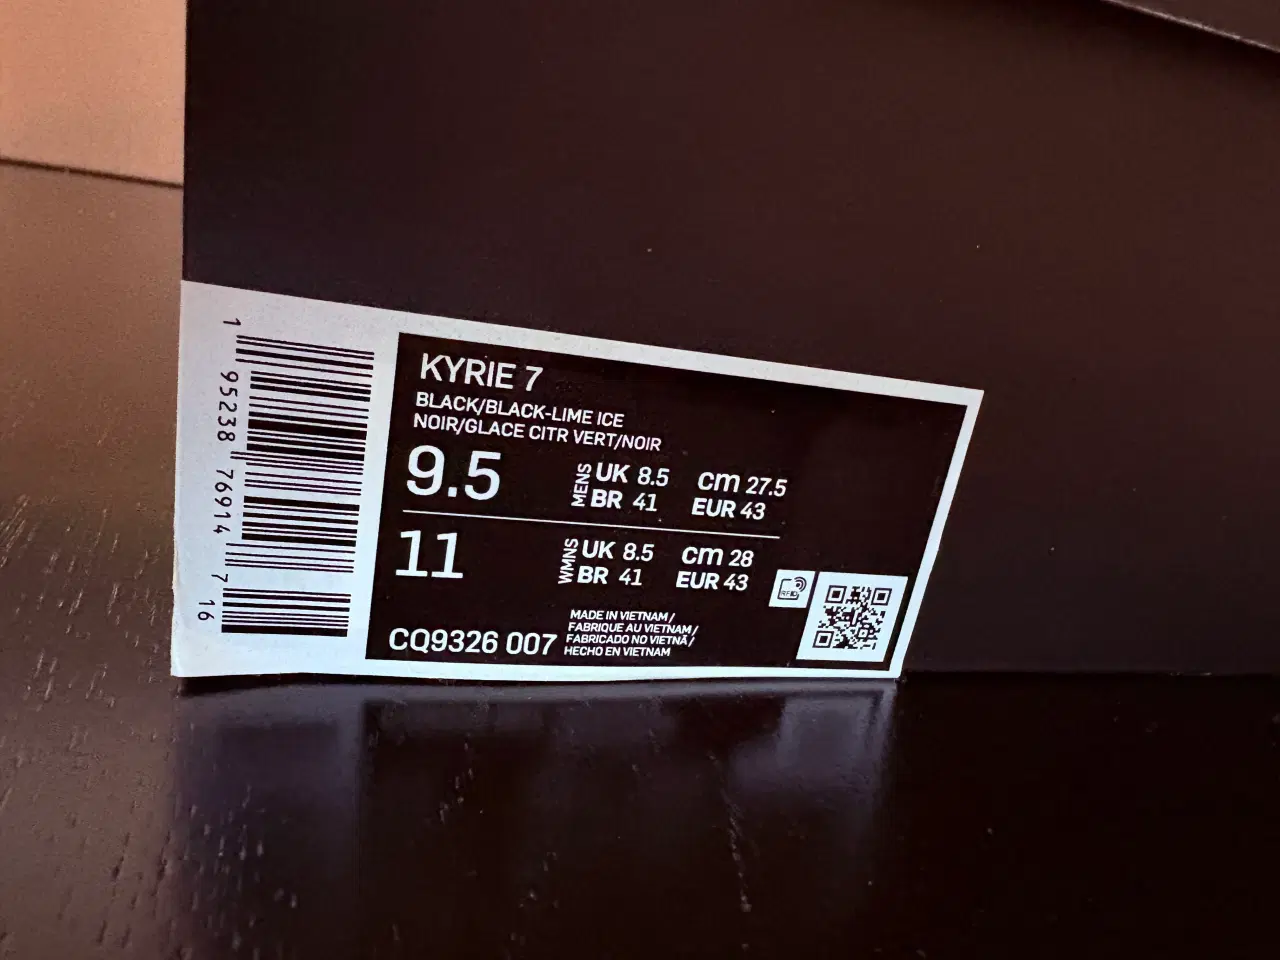 1 95238 76914 7 16
KYRIE 7
BLACK/BLACK-LIME ICE
NOIR/GLACE CITR VERT/NOIR
9.5 MENS UK 8.5 cm 27.5
BR 41 EUR 43
11 WMNS UK 8.5 cm 28
BR 41 EUR 43
CQ9326 007
MADE IN VIETNAM/
FABRIQUE AU VIETNAM/
FABRICADO NO VIETNÃ/
HECHO EN VIETNAM
RFID